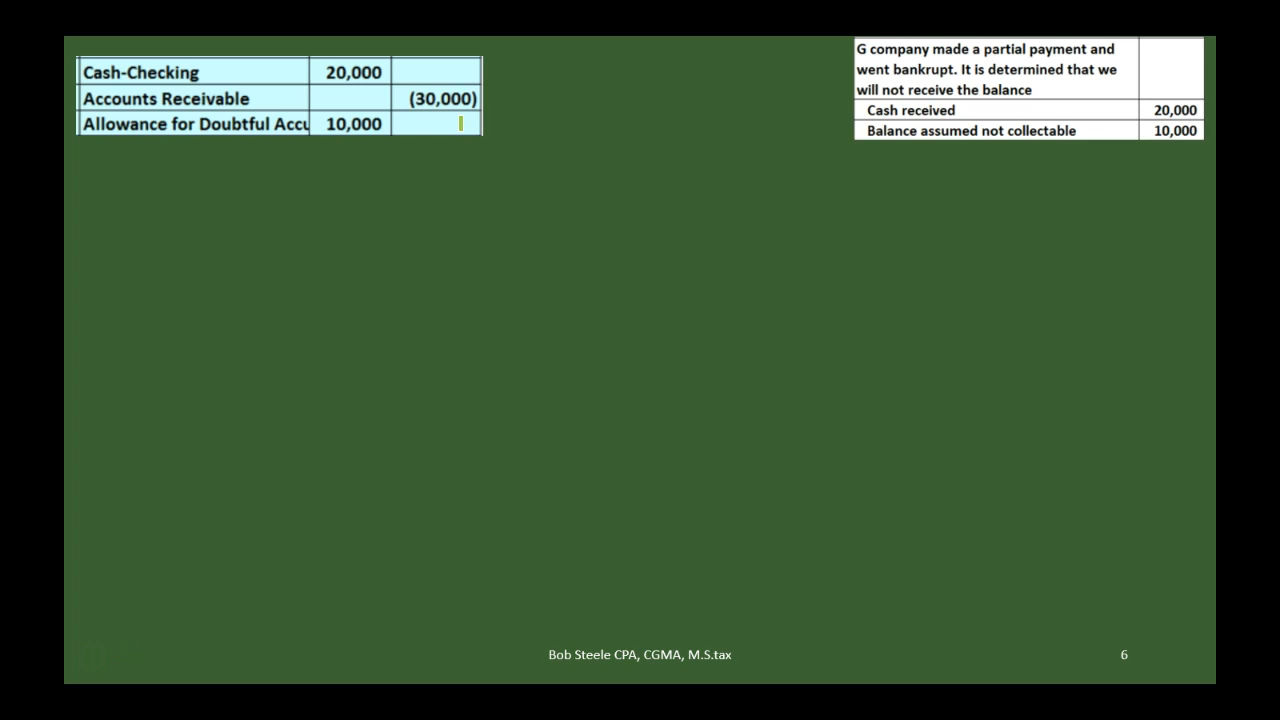 Cash-Checking 20,000
Accounts Receivable (30,000)
Allowance for Doubtful Accu 10,000
G company made a partial payment and
went bankrupt. It is determined that we
will not receive the balance
Cash received 20,000
Balance assumed not collectable 10,000
Bob Steele CPA, CGMA, M.S.tax 6